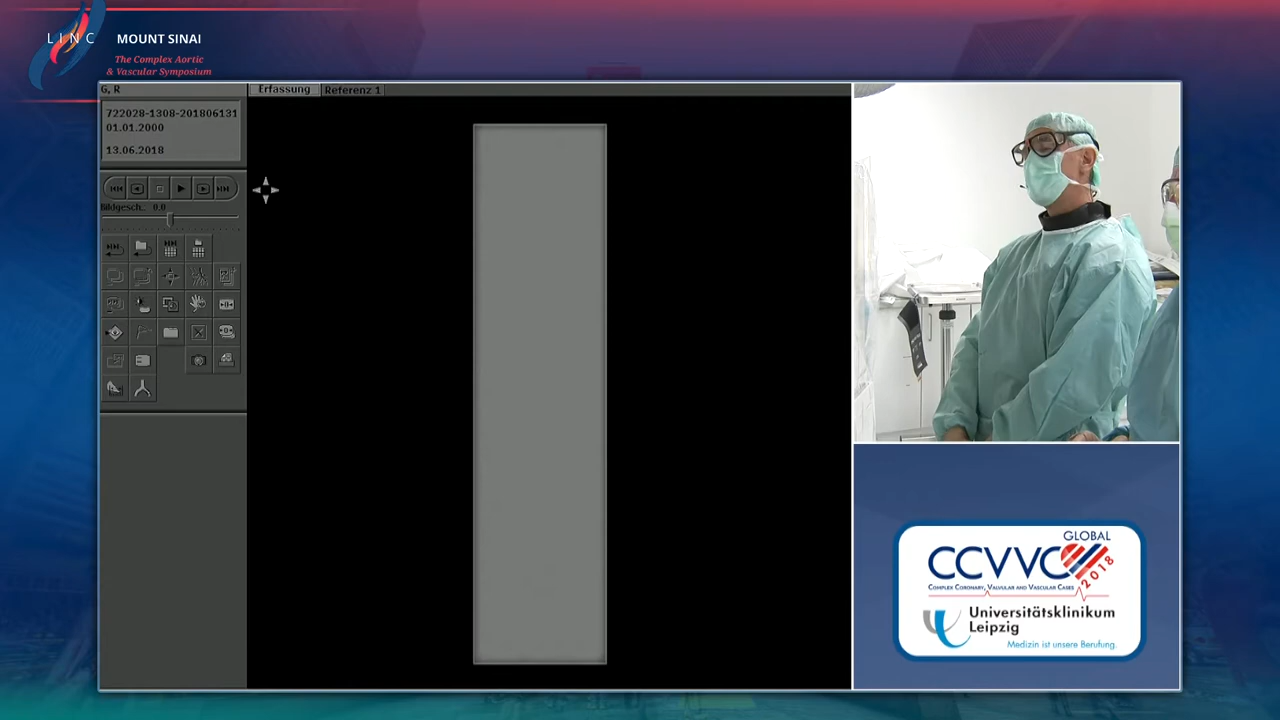 LINC
MOUNT SINAI
The Complex Aortic
& Vascular Symposium
G, R
Erfassung
Referenz 1
722028-1308-201806131
01.01.2000
13.06.2018
Bildgesch.: 0.0
GLOBAL
CCVVC
2018
COMPLEX CORONARY, VALVULAR AND VASCULAR CASES
Universitätsklinikum
Leipzig
Medizin ist unsere Berufung.